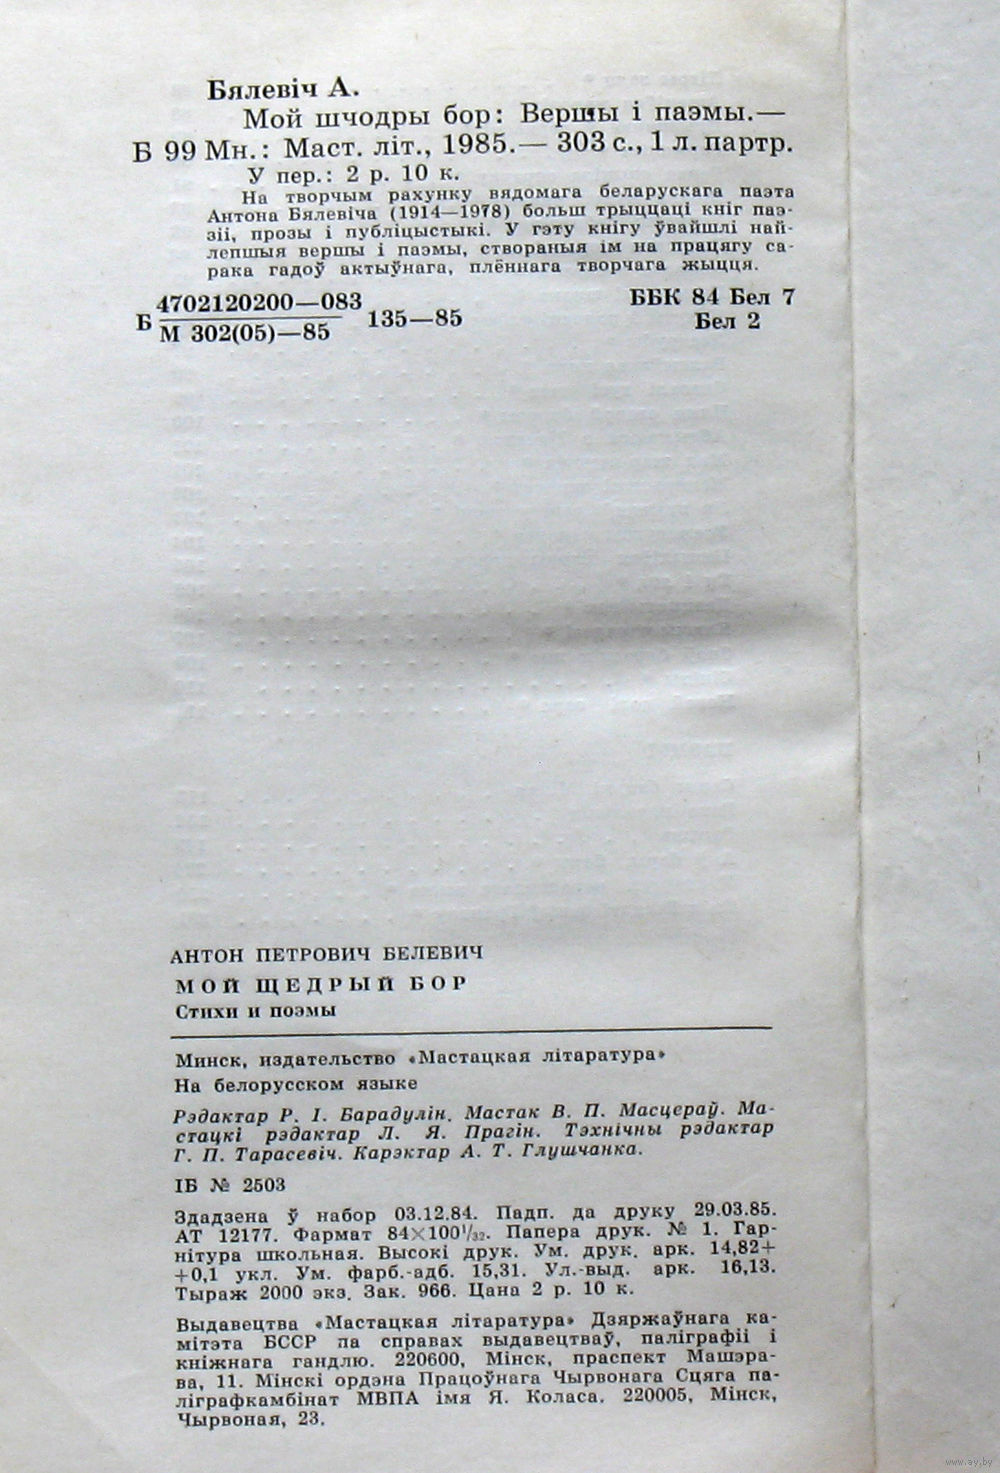 Бялевіч А.
Мой шчодры бор: Вершы і паэмы.—
Б 99 Мн.: Маст. літ., 1985.— 303 с., 1 л. партр.
У пер.: 2 р. 10 к.
На творчым рахунку вядомага беларускага паэта
Антона Бялевіча (1914—1978) больш трыццаці кніг паэ-
зіі, прозы і публіцыстыкі. У гэту кнігу ўвайшлі най-
лепшыя вершы і паэмы, створаныя ім на працягу са-
рака гадоў актыўнага, плённага творчага жыцця.
Б 4702120200—083 / М 302(05)—85 135—85 ББК 84 Бел 7
Бел 2
АНТОН ПЕТРОВИЧ БЕЛЕВИЧ
МОЙ ЩЕДРЫЙ БОР
Стихи и поэмы
Минск, издательство «Мастацкая літаратура»
На белорусском языке
Рэдактар Р. І. Барадулін. Мастак В. П. Масцераў. Ма-
стацкі рэдактар Л. Я. Прагін. Тэхнічны рэдактар
Г. П. Тарасевіч. Карэктар А. Т. Глушчанка.
ІБ № 2503
Здадзена ў набор 03.12.84. Падп. да друку 29.03.85.
АТ 12177. Фармат 84×100¹/₃₂. Папера друк. № 1. Гар-
нітура школьная. Высокі друк. Ум. друк. арк. 14,82+
+0,1 укл. Ум. фарб.-адб. 15,31. Ул.-выд. арк. 16,13.
Тыраж 2000 экз. Зак. 966. Цана 2 р. 10 к.
Выдавецтва «Мастацкая літаратура» Дзяржаўнага ка-
мітэта БССР па справах выдавецтваў, паліграфіі і
кніжнага гандлю. 220600, Мінск, праспект Машэра-
ва, 11. Мінскі ордэна Працоўнага Чырвонага Сцяга па-
ліграфкамбінат МВПА імя Я. Коласа. 220005, Мінск,
Чырвоная, 23.
www.ay.by